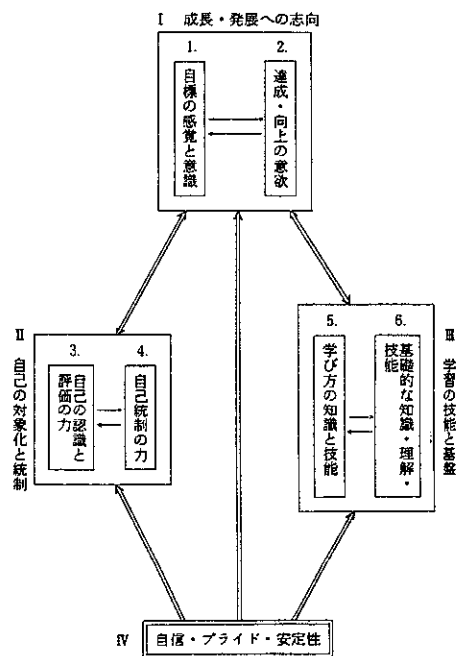 I 成長・発展への志向
1.
目標の感覚と意識
2.
達成・向上の意欲
II 自己の対象化と統制
3.
自己の認識と
評価の力
4.
自己統制の力
5.
学び方の知識と技能
6.
基礎的な知識・理解・
技能
III 学習の技能と基盤
IV 自信・プライド・安定性